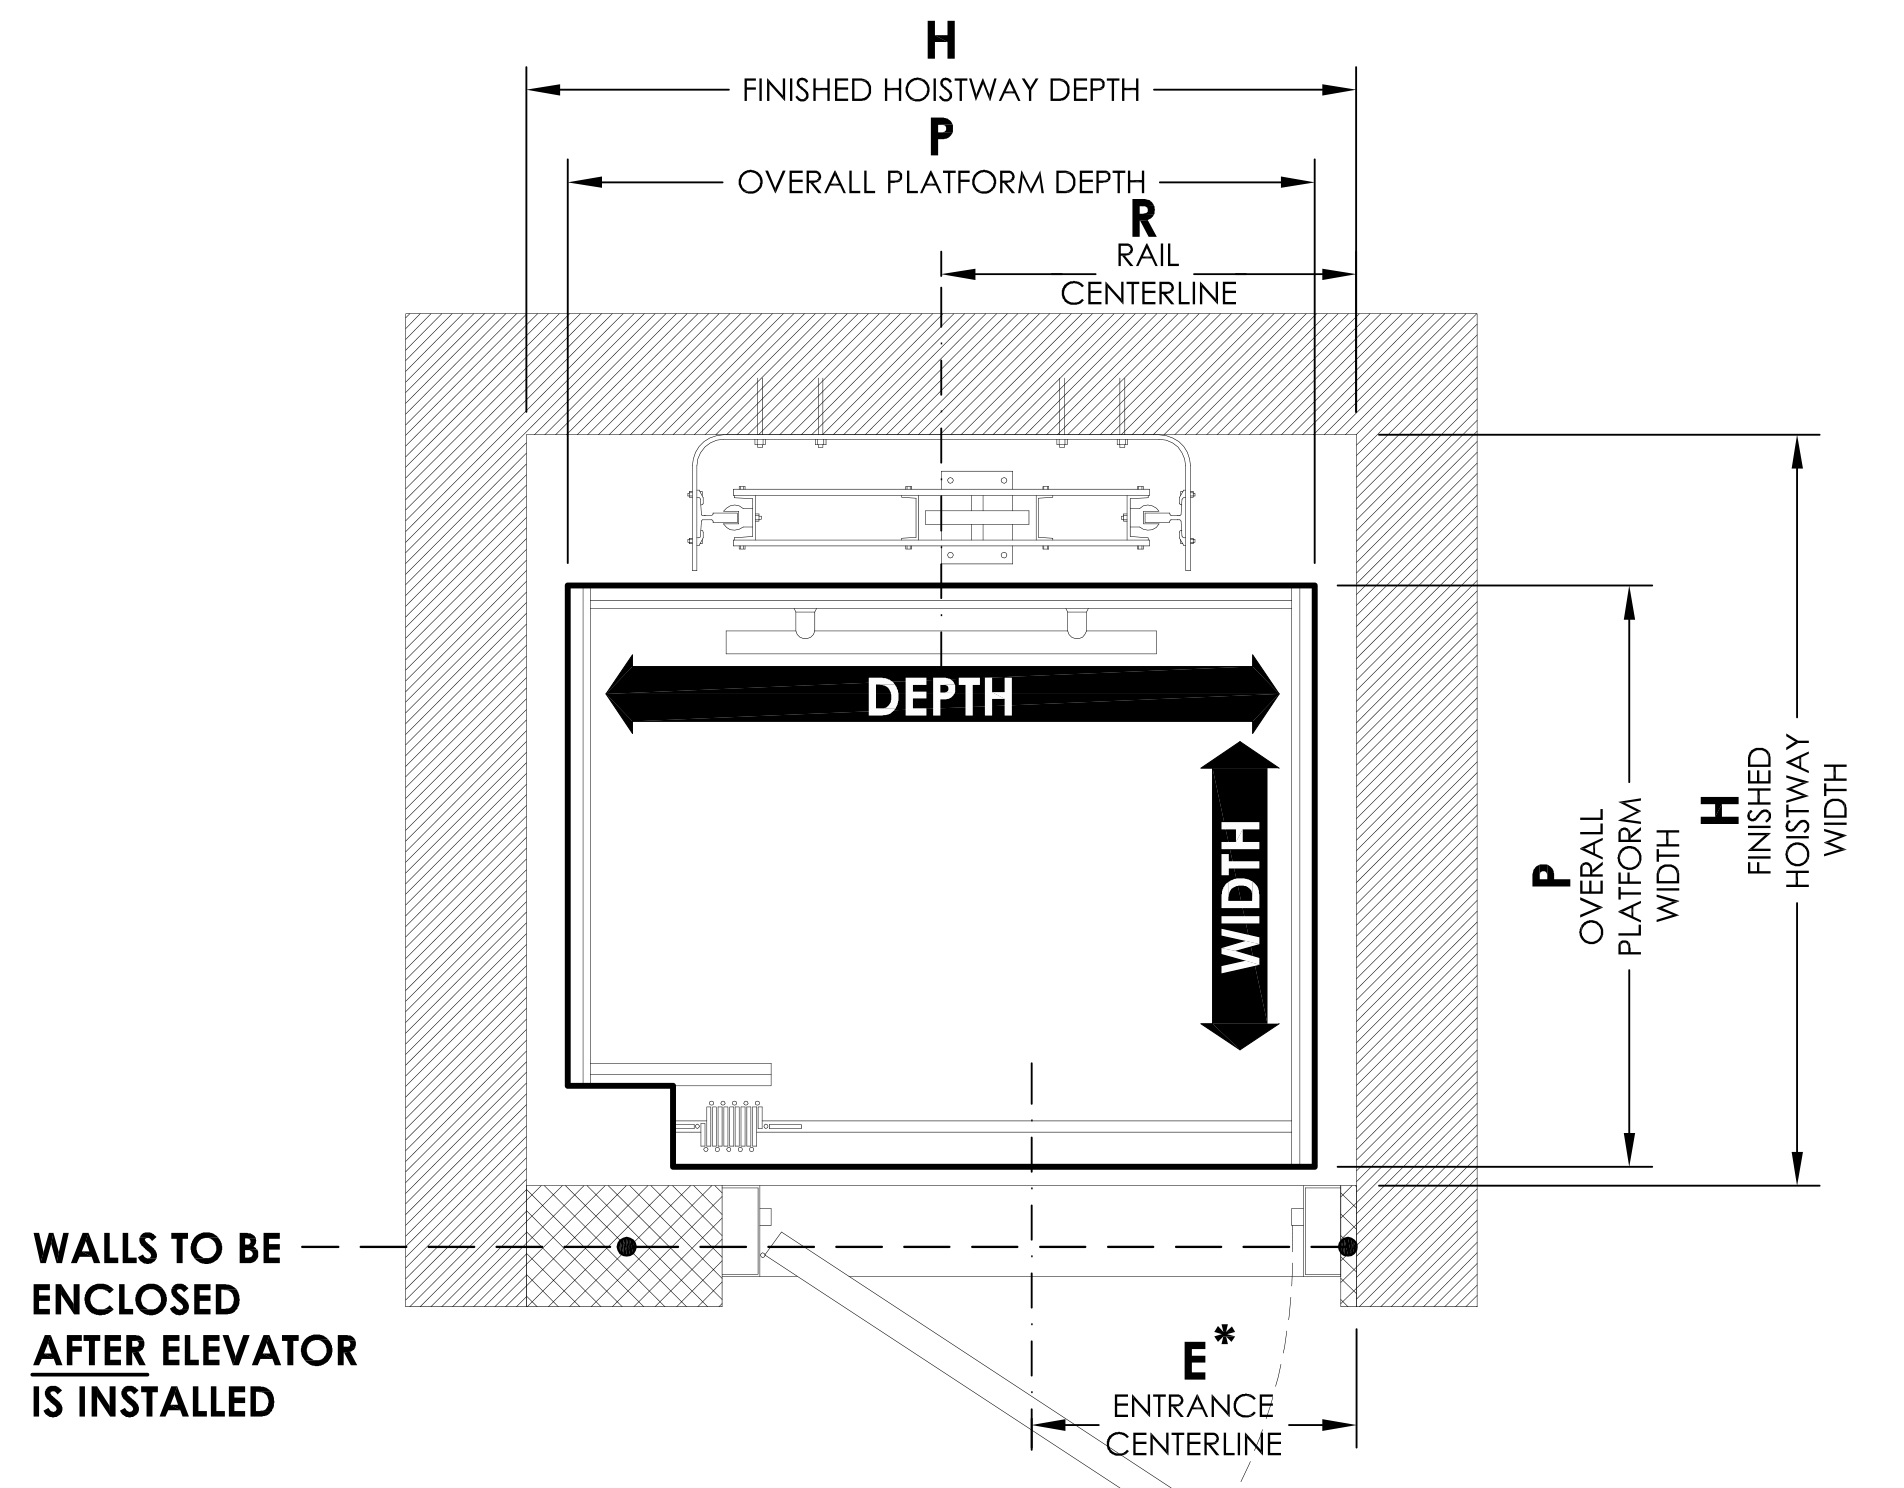 H
FINISHED HOISTWAY DEPTH
P
OVERALL PLATFORM DEPTH
R
RAIL
CENTERLINE
DEPTH
WIDTH
P
OVERALL
PLATFORM
WIDTH
H
FINISHED
HOISTWAY
WIDTH
WALLS TO BE
ENCLOSED
AFTER ELEVATOR
IS INSTALLED
E*
ENTRANCE
CENTERLINE